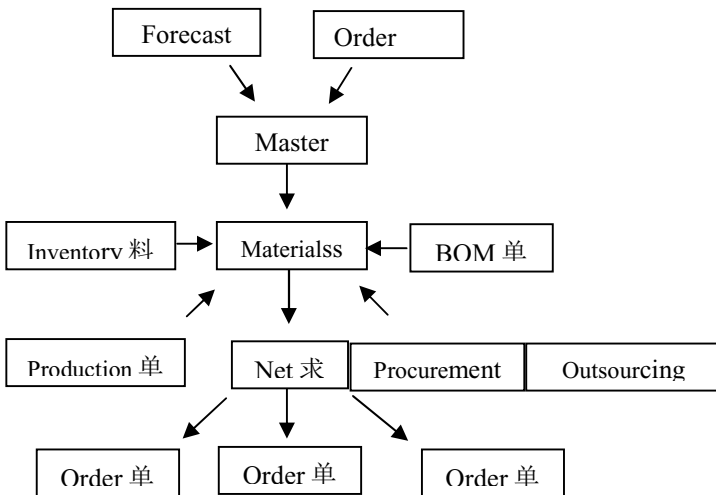 Forecast
Order
Master
Inventory 料
Materialss
BOM 单
Production 单
Net 求
Procurement
Outsourcing
Order 单
Order 单
Order 单